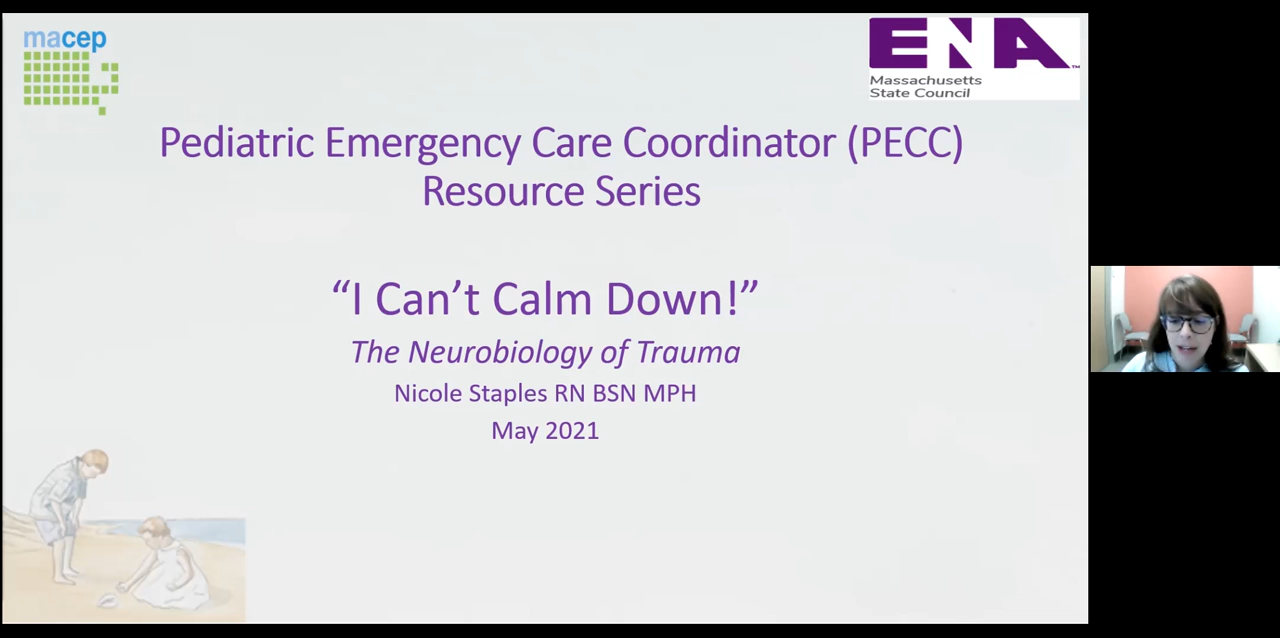 macep
ENA™
Massachusetts
State Council
Pediatric Emergency Care Coordinator (PECC)
Resource Series
“I Can’t Calm Down!”
The Neurobiology of Trauma
Nicole Staples RN BSN MPH
May 2021